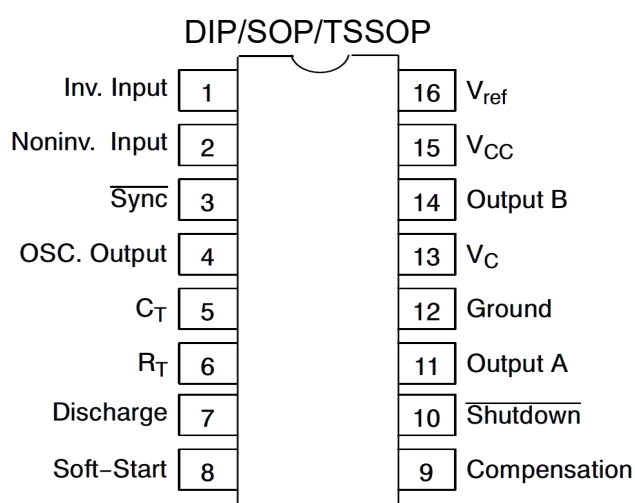 DIP/SOP/TSSOP
Inv. Input 1 16 Vref
Noninv. Input 2 15 VCC
Sync 3 14 Output B
OSC. Output 4 13 VC
CT 5 12 Ground
RT 6 11 Output A
Discharge 7 10 Shutdown
Soft–Start 8 9 Compensation